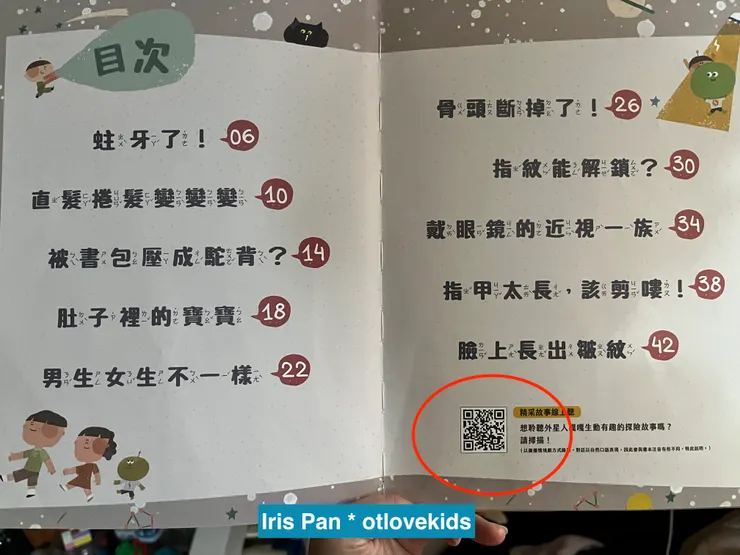 目次
蛀牙了！ 06
直髮捲髮變變變 10
被書包壓成駝背？ 14
肚子裡的寶寶 18
男生女生不一樣 22
骨頭斷掉了！ 26
指紋能解鎖？ 30
戴眼鏡的近視一族 34
指甲太長，該剪嘍！ 38
臉上長出皺紋 42
精采故事線上聽
想聆聽外星人嘎嘎生動有趣的探險故事嗎？
請掃描！
Iris Pan * otlovekids